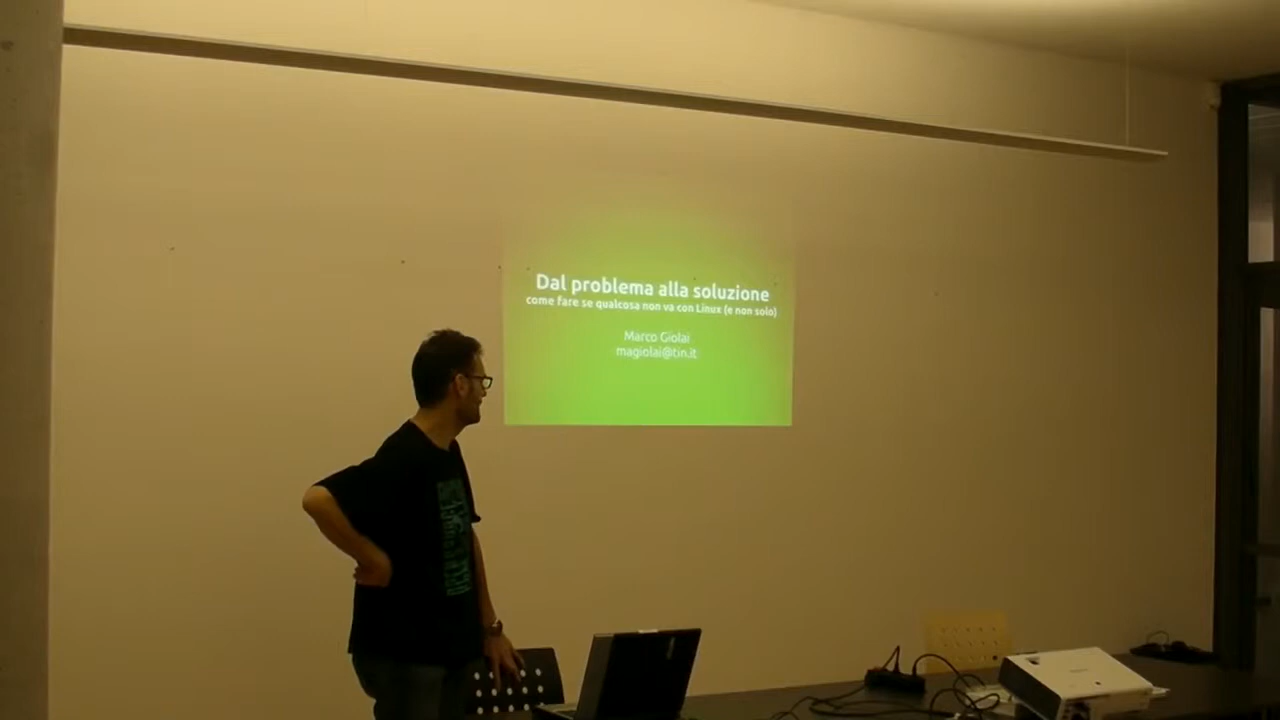 Dal problema alla soluzione
come fare se qualcosa non va con Linux (e non solo)
Marco Giolai
magiolai@tin.it